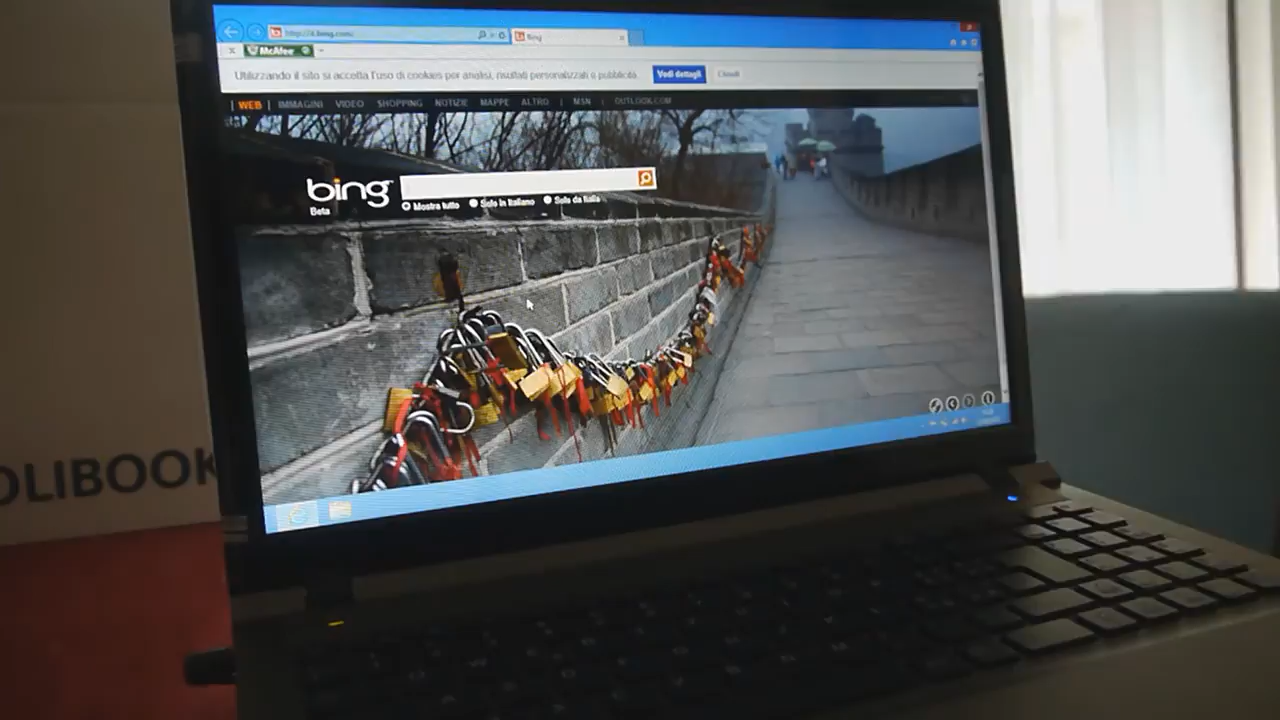 http://it.bing.com/
Bing
x McAfee
Utilizzando il sito si accetta l'uso di cookies per analisi, risultati personalizzati e pubblicità.
Vedi dettagli
Chiudi
WEB | IMMAGINI VIDEO SHOPPING NOTIZIE MAPPE ALTRO | MSN | OUTLOOK.COM
bing
Beta
Mostra tutto Solo in Italiano Solo da Italia
OLIBOOK